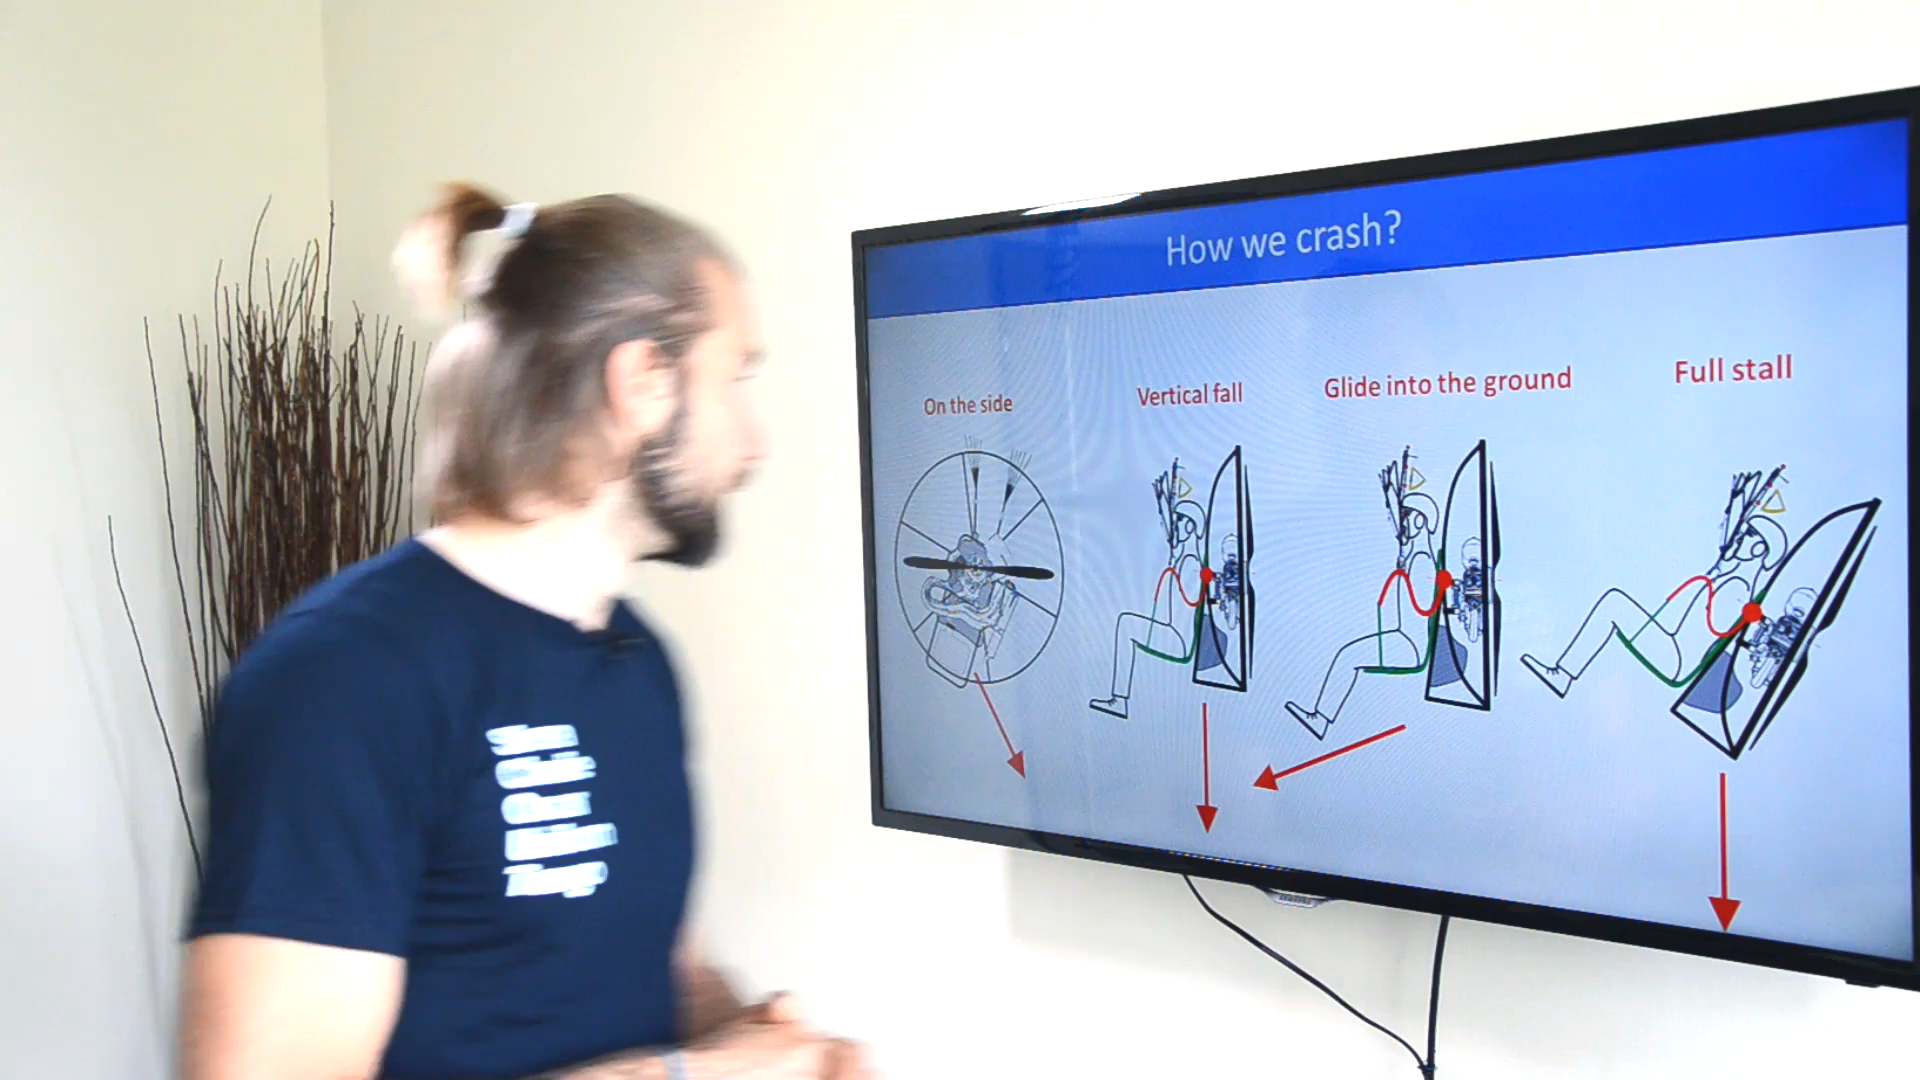 How we crash?
On the side
Vertical fall
Glide into the ground
Full stall